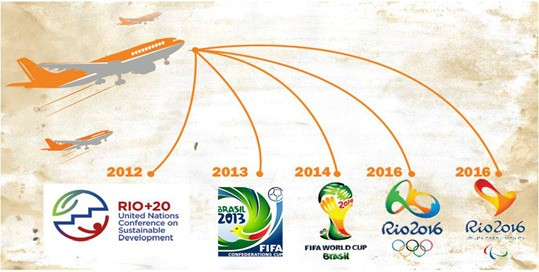 2012
2013
2014
2016
2016
RIO+20
United Nations
Conference on
Sustainable
Development
BRASIL
2013
FIFA
CONFEDERATIONS CUP
2014
FIFA WORLD CUP
Brasil
Rio2016
Rio2016